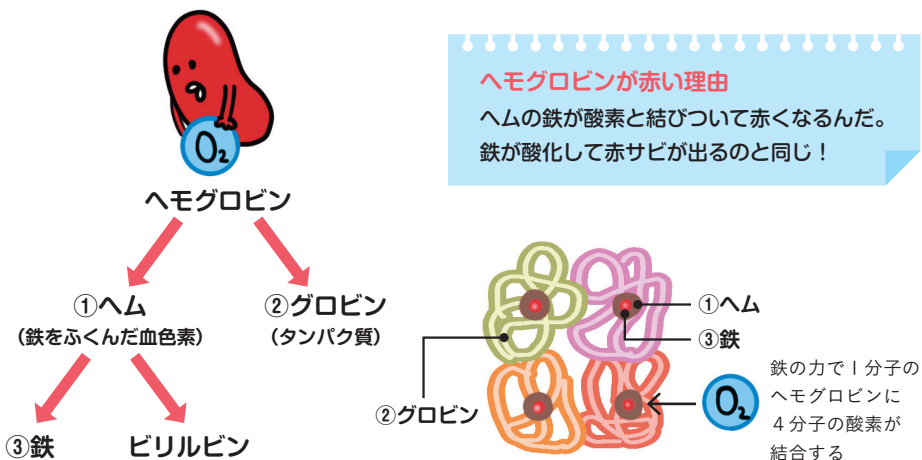 O₂
ヘモグロビン
①ヘム
(鉄をふくんだ血色素)
②グロビン
(タンパク質)
③鉄
ビリルビン
ヘモグロビンが赤い理由
ヘムの鉄が酸素と結びついて赤くなるんだ。
鉄が酸化して赤サビが出るのと同じ！
①ヘム
③鉄
②グロビン
O₂
鉄の力で1分子の
ヘモグロビンに
4分子の酸素が
結合する